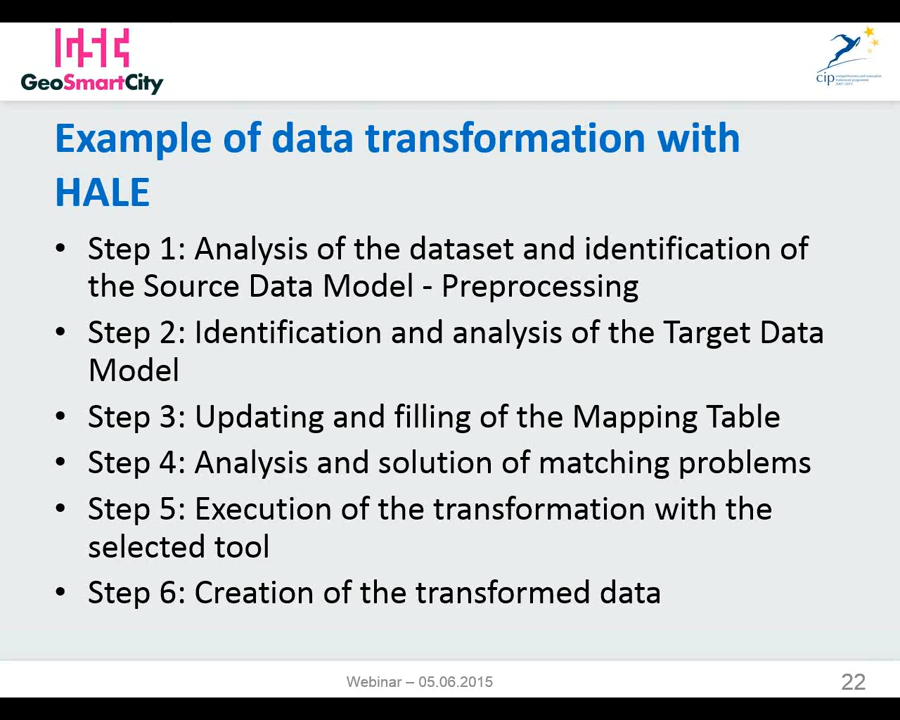 GeoSmartCity
cip
Example of data transformation with
HALE
• Step 1: Analysis of the dataset and identification of
the Source Data Model - Preprocessing
• Step 2: Identification and analysis of the Target Data
Model
• Step 3: Updating and filling of the Mapping Table
• Step 4: Analysis and solution of matching problems
• Step 5: Execution of the transformation with the
selected tool
• Step 6: Creation of the transformed data
Webinar – 05.06.2015
22